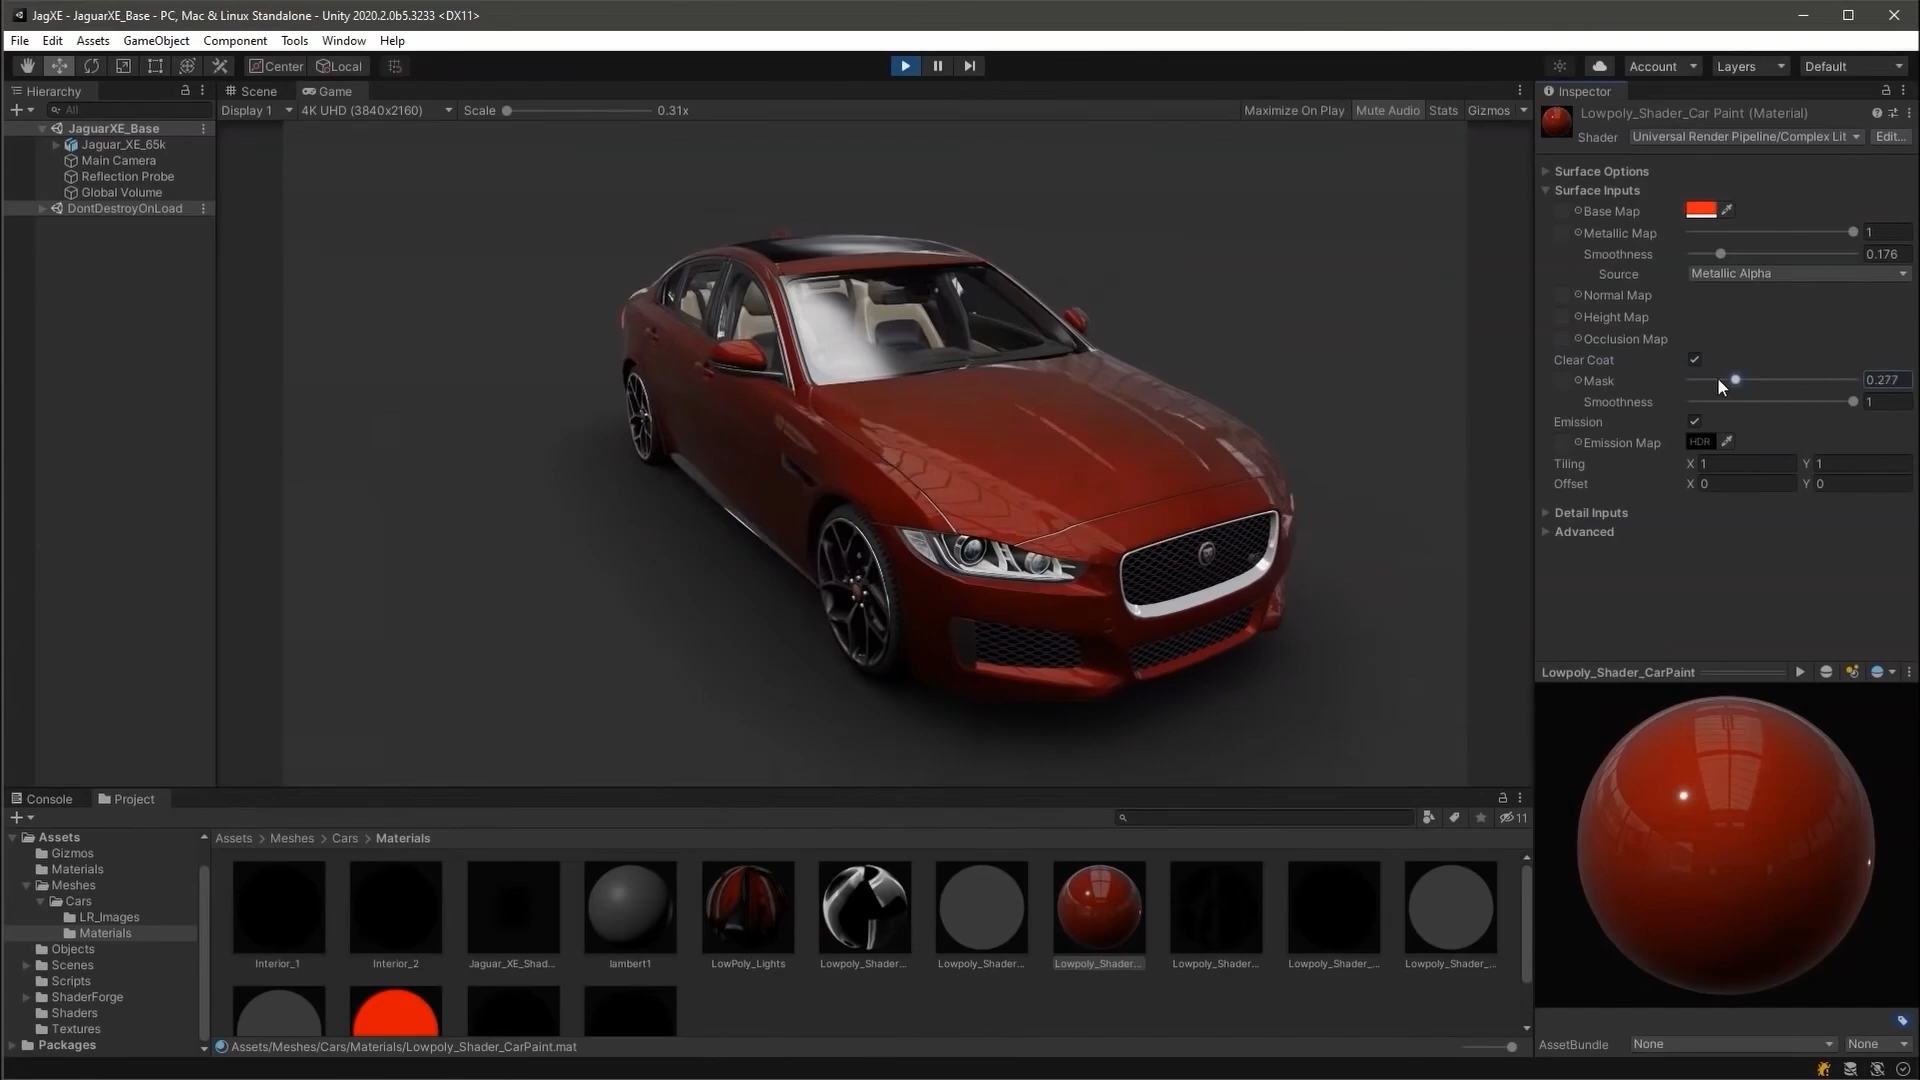 JagXE - JaguarXE_Base - PC, Mac & Linux Standalone - Unity 2020.2.0b5.3233 <DX11>
File Edit Assets GameObject Component Tools Window Help
Center Local Account Layers Default
Hierarchy
All
JaguarXE_Base
Jaguar_XE_65k
Main Camera
Reflection Probe
Global Volume
DontDestroyOnLoad
Scene Game
Display 1 4K UHD (3840x2160) Scale 0.31x Maximize On Play Mute Audio Stats Gizmos
Inspector
Lowpoly_Shader_Car Paint (Material)
Shader Universal Render Pipeline/Complex Lit Edit...
Surface Options
Surface Inputs
Base Map
Metallic Map 1
Smoothness 0.176
Source Metallic Alpha
Normal Map
Height Map
Occlusion Map
Clear Coat
Mask 0.277
Smoothness 1
Emission
Emission Map HDR
Tiling X 1 Y 1
Offset X 0 Y 0
Detail Inputs
Advanced
Lowpoly_Shader_CarPaint
AssetBundle None None
Console Project
11
Assets
Gizmos
Materials
Meshes
Cars
LR_Images
Materials
Objects
Scenes
Scripts
ShaderForge
Shaders
Textures
Packages
Assets > Meshes > Cars > Materials
Interior_1 Interior_2 Jaguar_XE_Shad... lambert1 LowPoly_Lights Lowpoly_Shader... Lowpoly_Shader... Lowpoly_Shader... Lowpoly_Shader... Lowpoly_Shader_... Lowpoly_Shader_...
Assets/Meshes/Cars/Materials/Lowpoly_Shader_CarPaint.mat